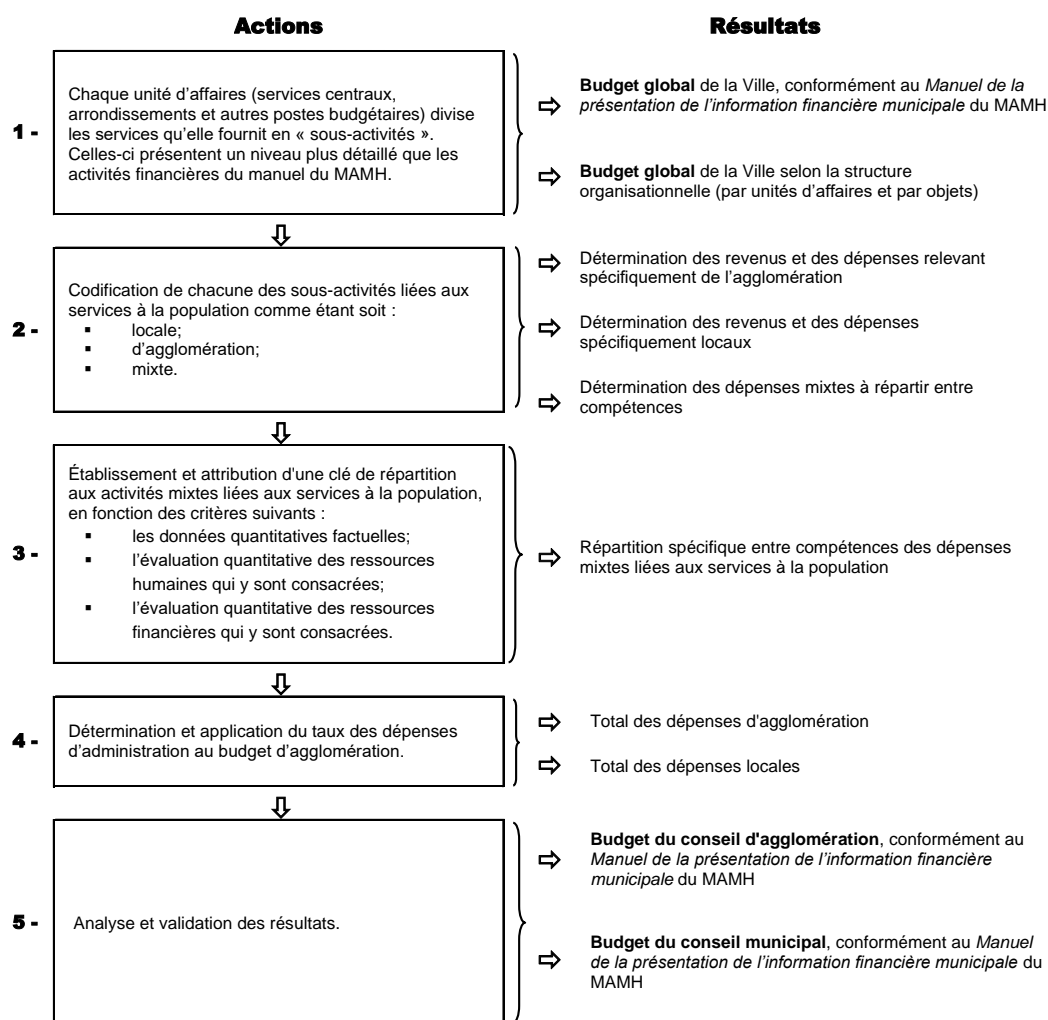 Actions
Résultats
1 -
Chaque unité d’affaires (services centraux,
arrondissements et autres postes budgétaires) divise
les services qu’elle fournit en « sous-activités ».
Celles-ci présentent un niveau plus détaillé que les
activités financières du manuel du MAMH.
Budget global de la Ville, conformément au Manuel de la
présentation de l’information financière municipale du MAMH
Budget global de la Ville selon la structure
organisationnelle (par unités d’affaires et par objets)
2 -
Codification de chacune des sous-activités liées aux
services à la population comme étant soit :
▪ locale;
▪ d’agglomération;
▪ mixte.
Détermination des revenus et des dépenses relevant
spécifiquement de l’agglomération
Détermination des revenus et des dépenses
spécifiquement locaux
Détermination des dépenses mixtes à répartir entre
compétences
3 -
Établissement et attribution d'une clé de répartition
aux activités mixtes liées aux services à la population,
en fonction des critères suivants :
▪ les données quantitatives factuelles;
▪ l’évaluation quantitative des ressources
humaines qui y sont consacrées;
▪ l’évaluation quantitative des ressources
financières qui y sont consacrées.
Répartition spécifique entre compétences des dépenses
mixtes liées aux services à la population
4 -
Détermination et application du taux des dépenses
d’administration au budget d’agglomération.
Total des dépenses d'agglomération
Total des dépenses locales
5 -
Analyse et validation des résultats.
Budget du conseil d'agglomération, conformément au
Manuel de la présentation de l’information financière
municipale du MAMH
Budget du conseil municipal, conformément au Manuel
de la présentation de l’information financière municipale du
MAMH